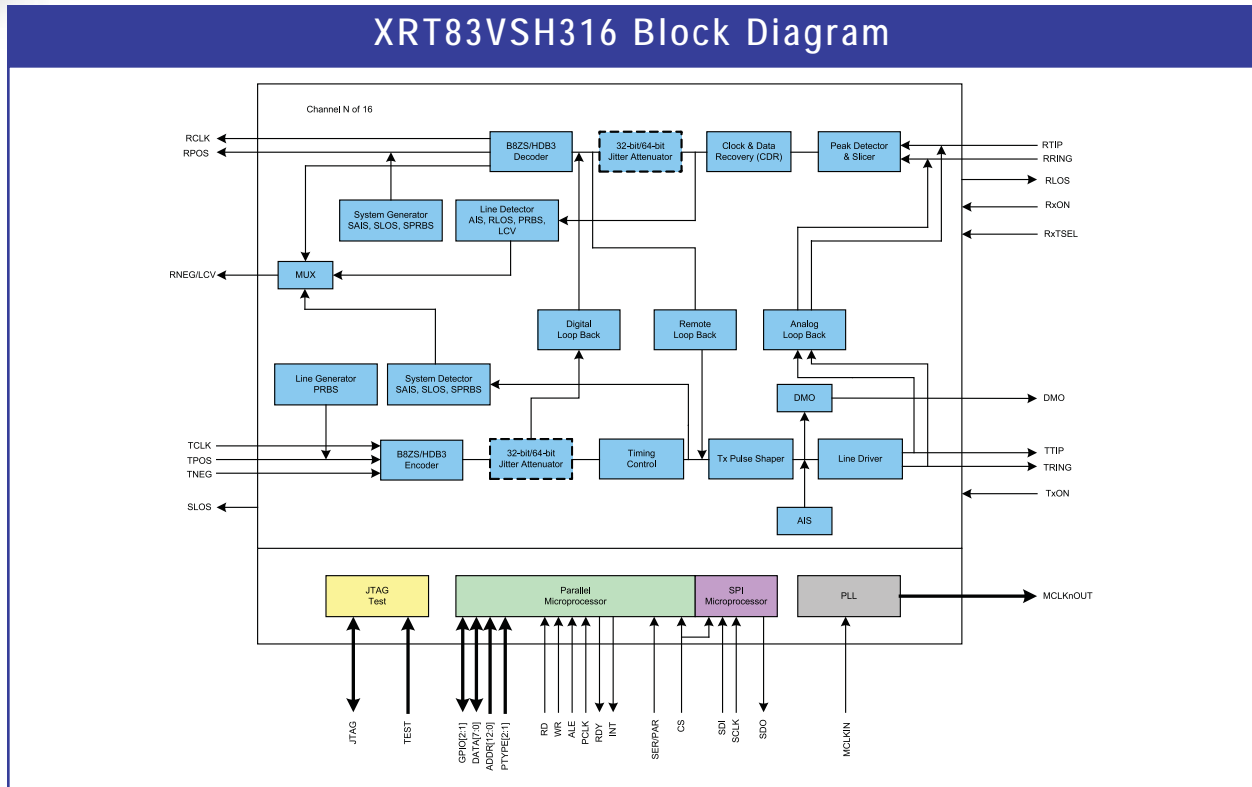 XRT83VSH316 Block Diagram
Channel N of 16
RCLK
RPOS
B8ZS/HDB3
Decoder
32-bit/64-bit
Jitter Attenuator
Clock & Data
Recovery (CDR)
Peak Detector
& Slicer
RTIP
RRING
RLOS
RxON
RxTSEL
System Generator
SAIS, SLOS, SPRBS
Line Detector
AIS, RLOS, PRBS,
LCV
RNEG/LCV
MUX
Digital
Loop Back
Remote
Loop Back
Analog
Loop Back
Line Generator
PRBS
System Detector
SAIS, SLOS, SPRBS
DMO
DMO
TCLK
TPOS
TNEG
B8ZS/HDB3
Encoder
32-bit/64-bit
Jitter Attenuator
Timing
Control
Tx Pulse Shaper
Line Driver
TTIP
TRING
TxON
SLOS
AIS
JTAG
Test
Parallel
Microprocessor
SPI
Microprocessor
PLL
MCLKnOUT
JTAG
TEST
GPIO[2:1]
DATA[7:0]
ADDR[12:0]
PTYPE[2:1]
RD
WR
ALE
PCLK
RDY
INT
SER/PAR
CS
SDI
SCLK
SDO
MCLKIN